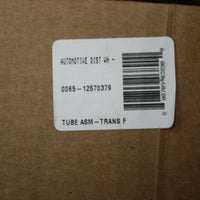 AUTOMOTIVE DIST WH +
0065-12570379
TUBE ASM-TRANS F